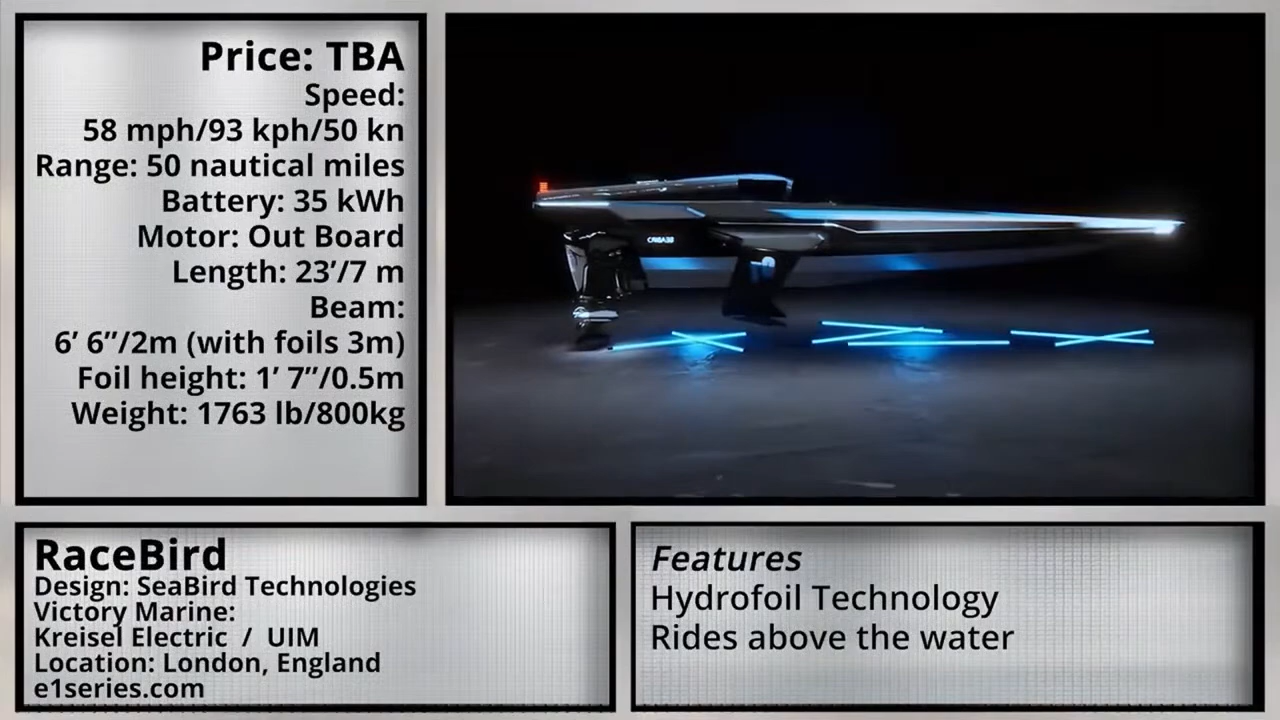 Price: TBA
Speed:
58 mph/93 kph/50 kn
Range: 50 nautical miles
Battery: 35 kWh
Motor: Out Board
Length: 23’/7 m
Beam:
6’ 6”/2m (with foils 3m)
Foil height: 1’ 7”/0.5m
Weight: 1763 lb/800kg
RaceBird
Design: SeaBird Technologies
Victory Marine:
Kreisel Electric / UIM
Location: London, England
e1series.com
Features
Hydrofoil Technology
Rides above the water